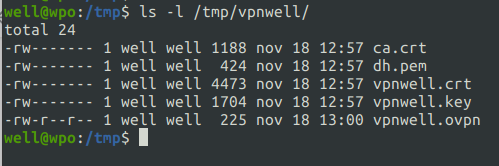 well@wpo:/tmp$ ls -l /tmp/vpnwell/
total 24
-rw------- 1 well well 1188 nov 18 12:57 ca.crt
-rw------- 1 well well  424 nov 18 12:57 dh.pem
-rw------- 1 well well 4473 nov 18 12:57 vpnwell.crt
-rw------- 1 well well 1704 nov 18 12:57 vpnwell.key
-rw-r--r-- 1 well well  225 nov 18 13:00 vpnwell.ovpn
well@wpo:/tmp$